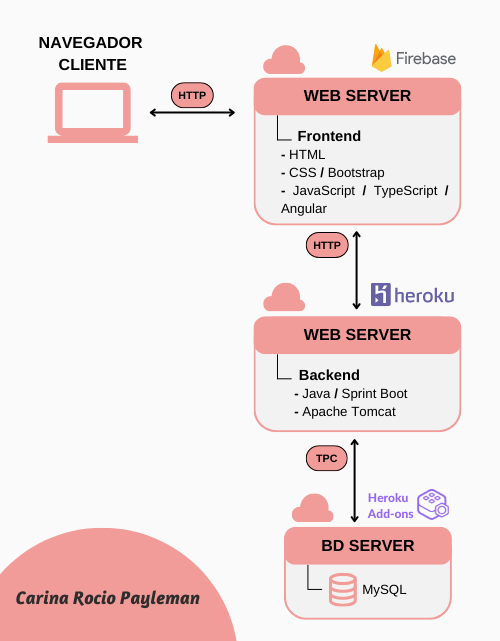 NAVEGADOR
CLIENTE
HTTP
Firebase
WEB SERVER
Frontend
- HTML
- CSS / Bootstrap
- JavaScript / TypeScript /
Angular
HTTP
heroku
WEB SERVER
Backend
- Java / Sprint Boot
- Apache Tomcat
TPC
Heroku
Add-ons
BD SERVER
MySQL
Carina Rocio Payleman